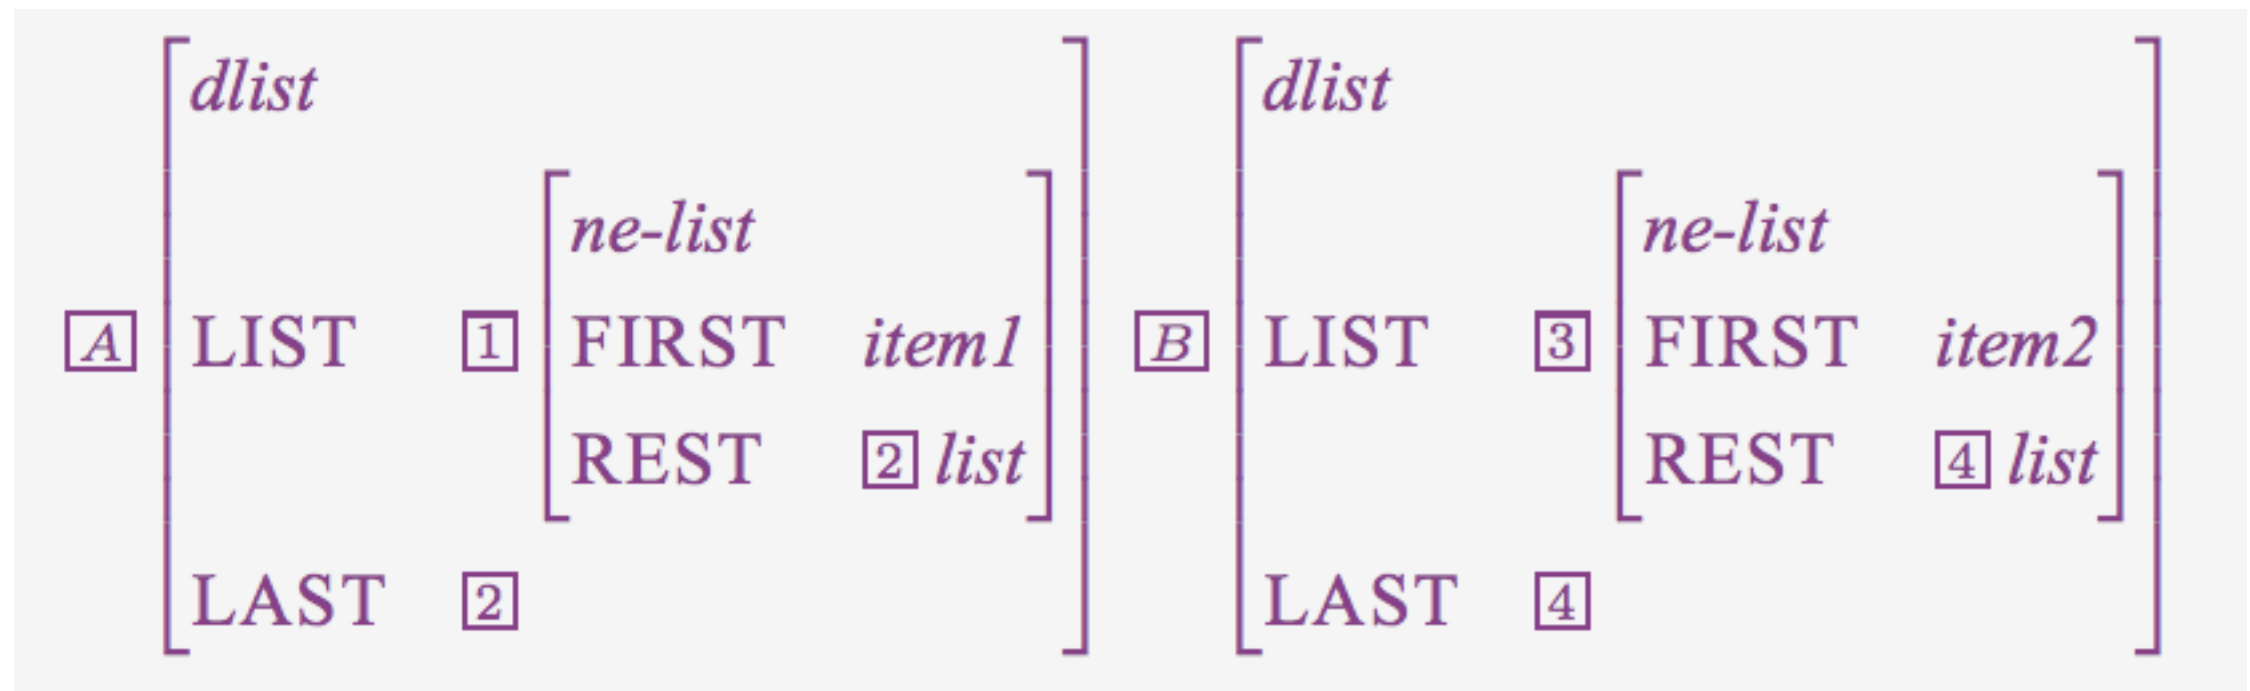 dlist dlist
ne-list ne-list
A LIST 1 FIRST item1 B LIST 3 FIRST item2
REST 2 list REST 4 list
LAST 2 LAST 4